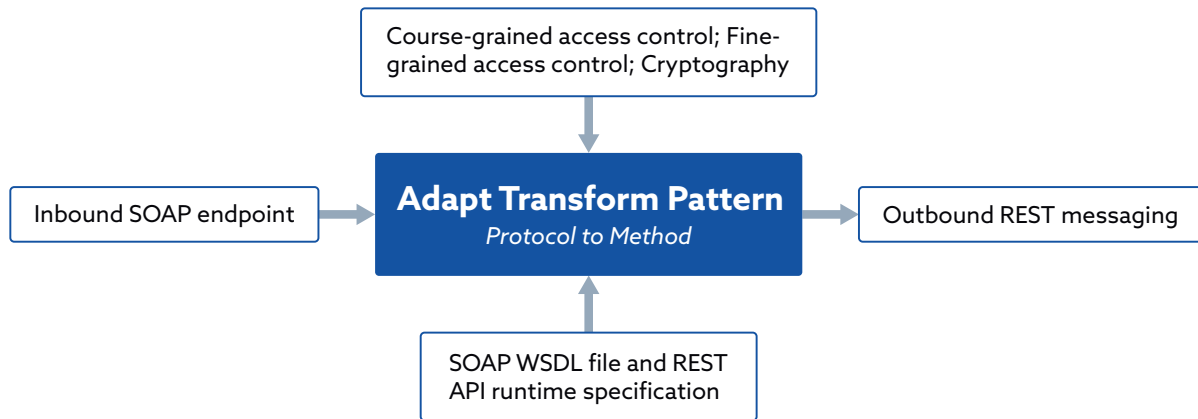 Course-grained access control; Fine-
grained access control; Cryptography
Inbound SOAP endpoint
Adapt Transform Pattern
Protocol to Method
Outbound REST messaging
SOAP WSDL file and REST
API runtime specification